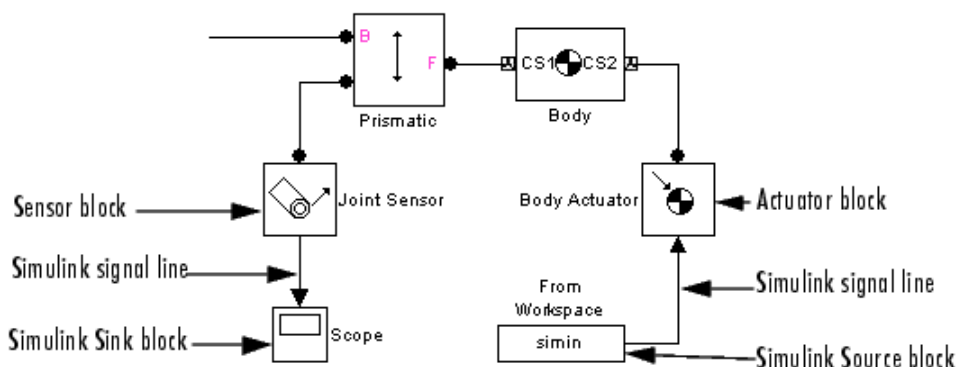 B
F
CS1 CS2
Prismatic
Body
Sensor block
Joint Sensor
Body Actuator
Actuator block
Simulink signal line
From
Workspace
Simulink signal line
Simulink Sink block
Scope
simin
Simulink Source block